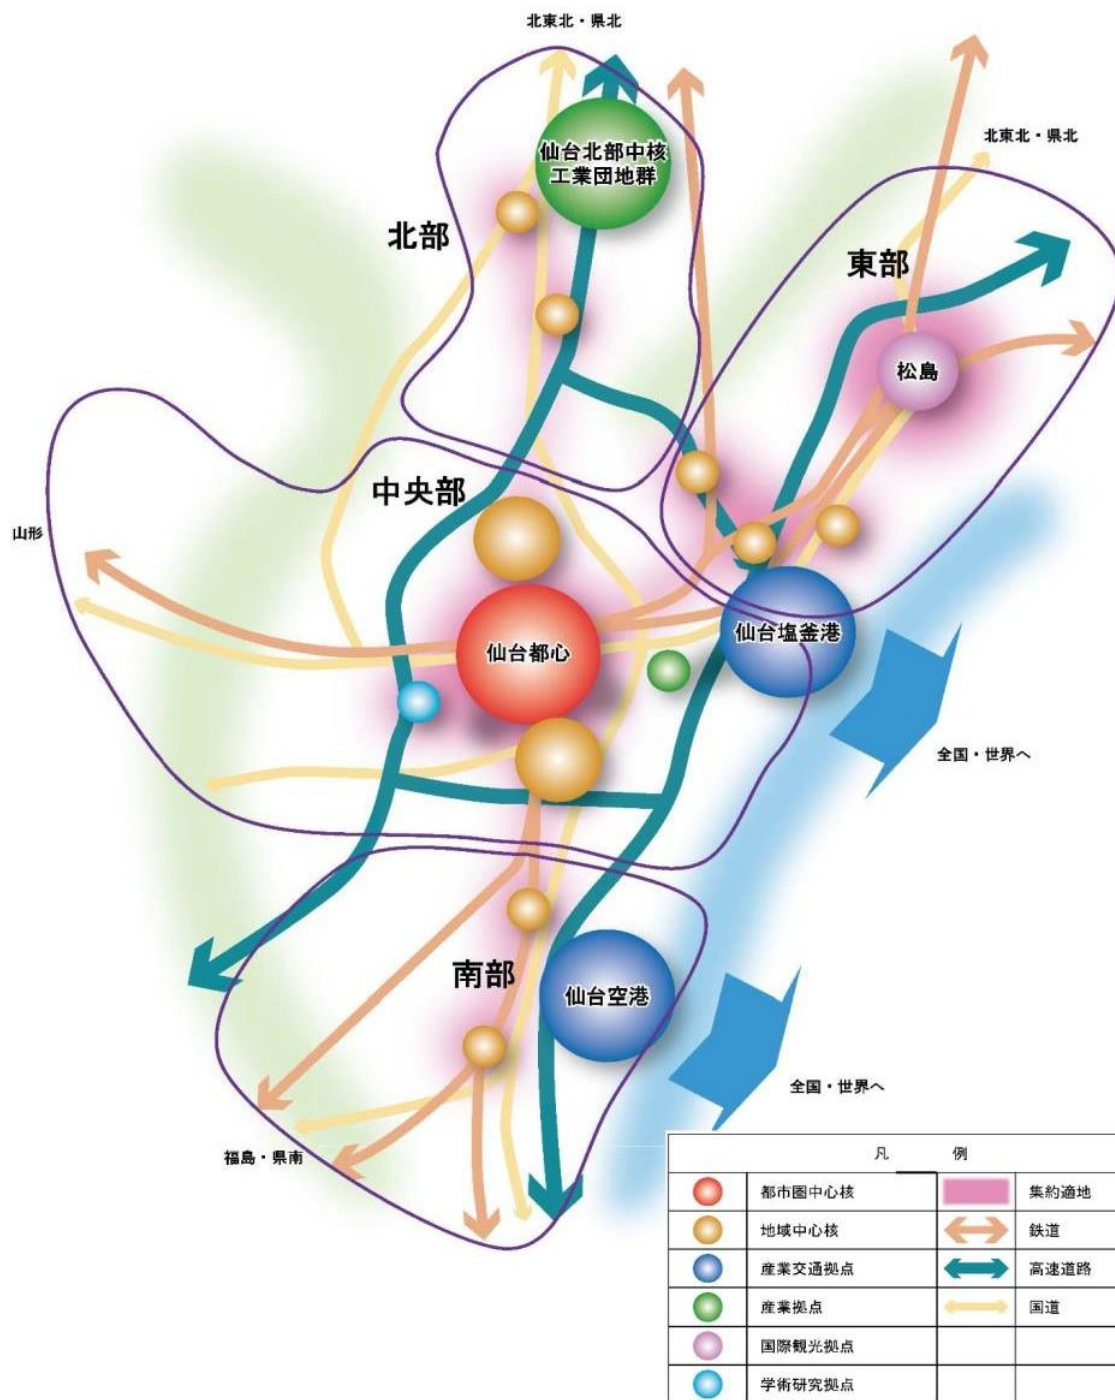 北東北・県北
北東北・県北
仙台北部中核
工業団地群
北部
東部
松島
中央部
山形
仙台都心
仙台塩釜港
全国・世界へ
南部
仙台空港
全国・世界へ
福島・県南
凡 例
都市圏中心核 集約適地
地域中心核 鉄道
産業交通拠点 高速道路
産業拠点 国道
国際観光拠点
学術研究拠点